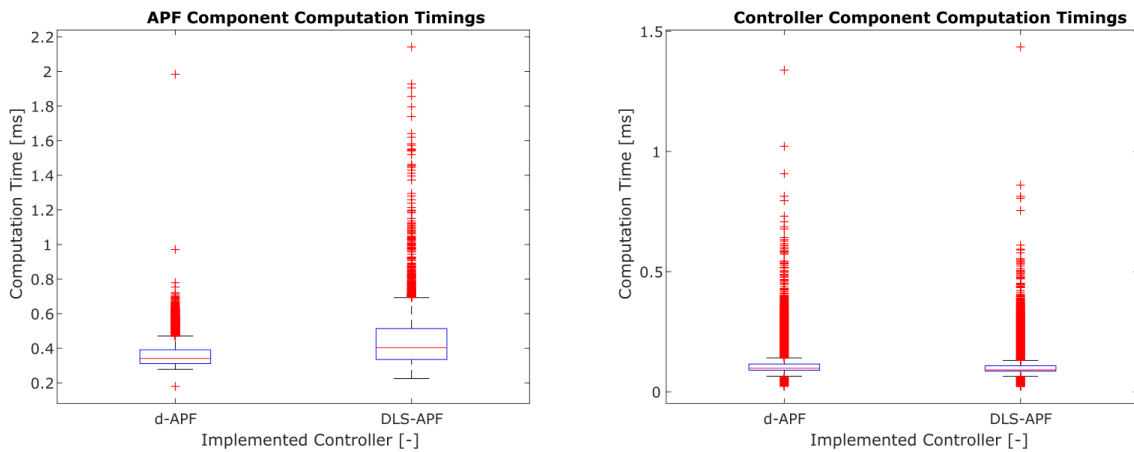 APF Component Computation Timings
2.2
2
1.8
1.6
1.4
1.2
1
0.8
0.6
0.4
0.2
Computation Time [ms]
d-APF
DLS-APF
Implemented Controller [-]
Controller Component Computation Timings
1.5
1
0.5
0
Computation Time [ms]
d-APF
DLS-APF
Implemented Controller [-]